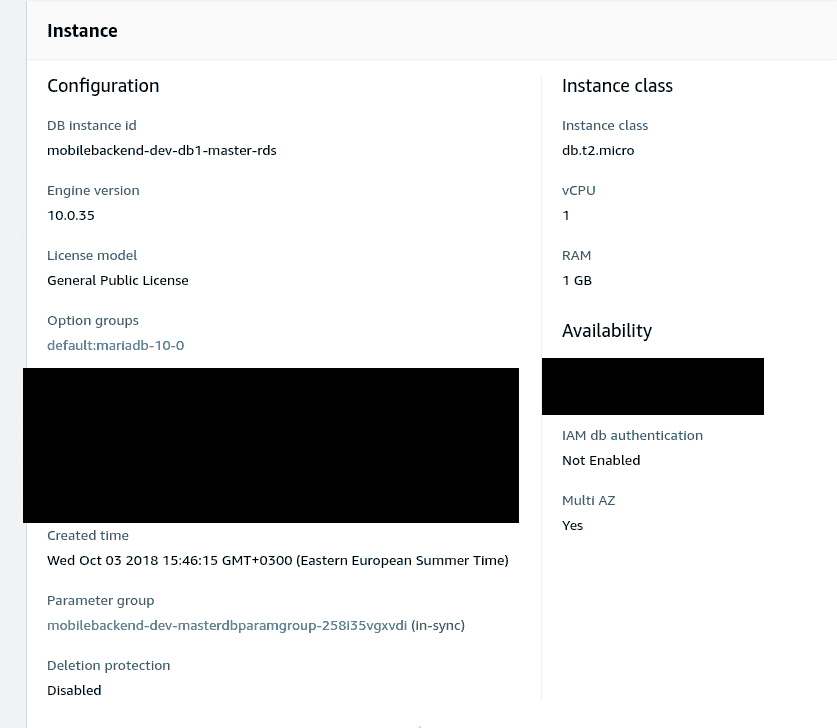 Instance
Configuration
DB instance id
mobilebackend-dev-db1-master-rds
Engine version
10.0.35
License model
General Public License
Option groups
default:mariadb-10-0
Created time
Wed Oct 03 2018 15:46:15 GMT+0300 (Eastern European Summer Time)
Parameter group
mobilebackend-dev-masterdbparamgroup-258i35vgxvdi (in-sync)
Deletion protection
Disabled
Instance class
Instance class
db.t2.micro
vCPU
1
RAM
1 GB
Availability
IAM db authentication
Not Enabled
Multi AZ
Yes